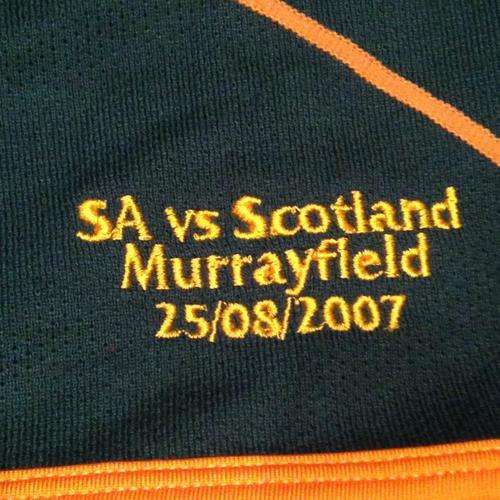 SA vs Scotland
Murrayfield
25/08/2007